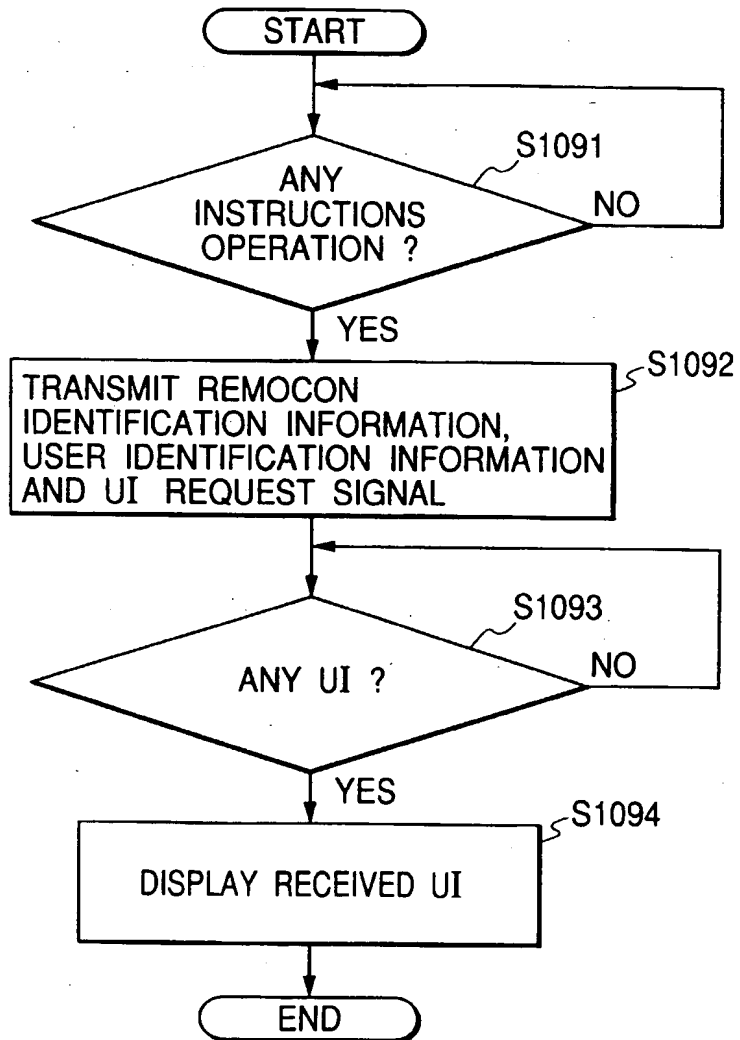 START
S1091
ANY
INSTRUCTIONS
OPERATION ?
NO
YES
S1092
TRANSMIT REMOCON
IDENTIFICATION INFORMATION,
USER IDENTIFICATION INFORMATION
AND UI REQUEST SIGNAL
S1093
ANY UI ?
NO
YES
S1094
DISPLAY RECEIVED UI
END